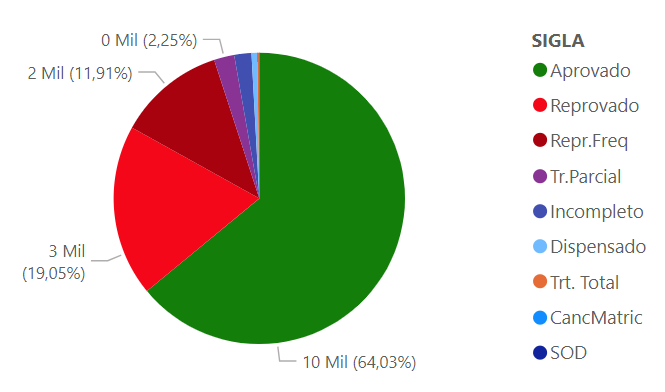 0 Mil (2,25%)
2 Mil (11,91%)
3 Mil
(19,05%)
10 Mil (64,03%)
SIGLA
Aprovado
Reprovado
Repr.Freq
Tr.Parcial
Incompleto
Dispensado
Trt. Total
CancMatric
SOD